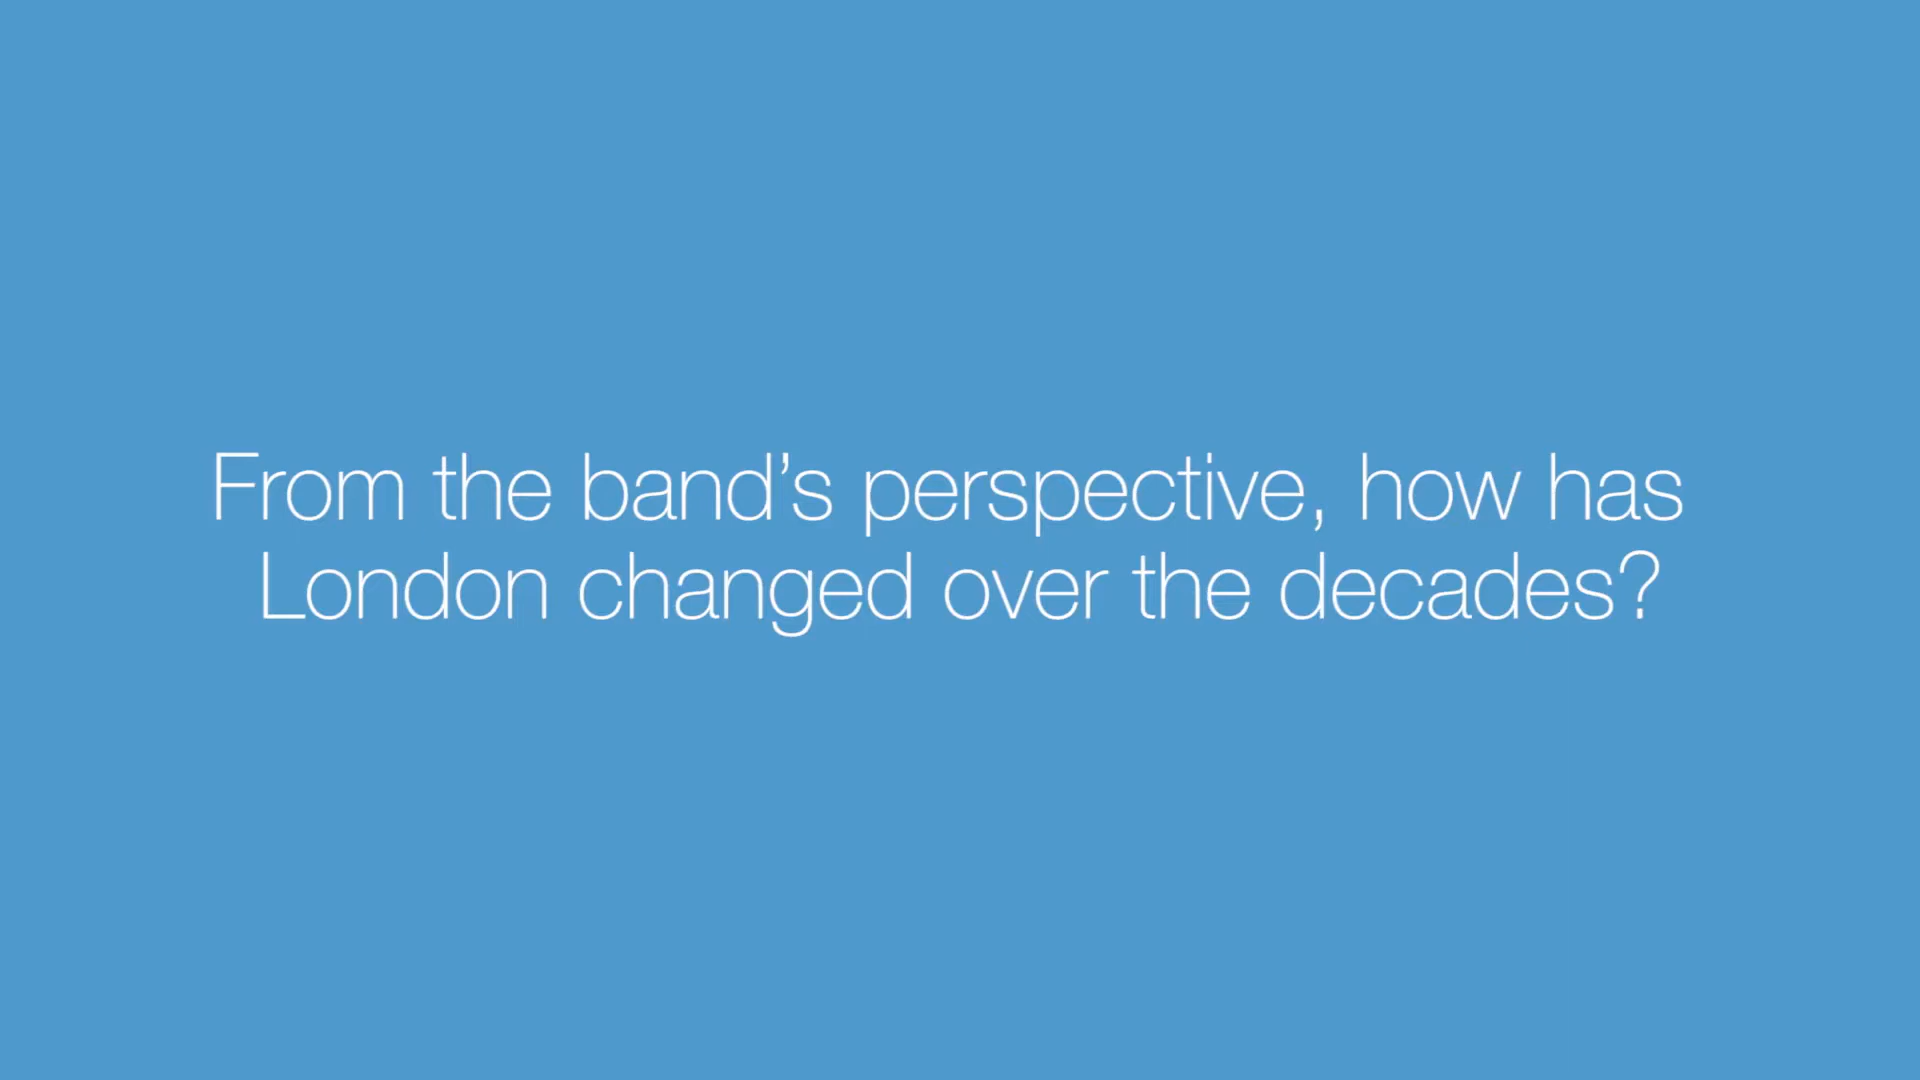 From the band’s perspective, how has
London changed over the decades?